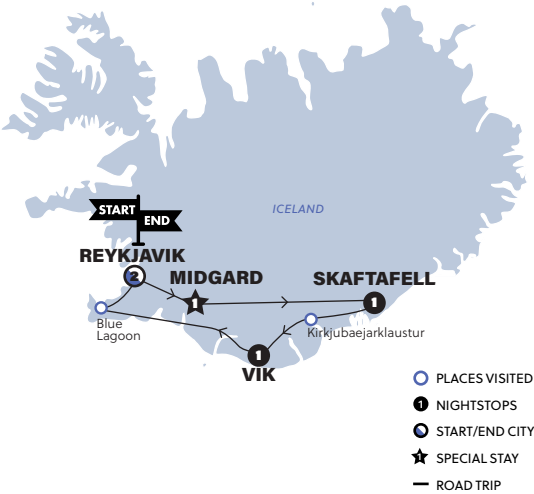 ICELAND
START
END
REYKJAVIK
2
MIDGARD
1
SKAFTAFELL
1
Blue
Lagoon
Kirkjubaejarklaustur
1
VIK
PLACES VISITED
1 NIGHTSTOPS
START/END CITY
1 SPECIAL STAY
ROAD TRIP